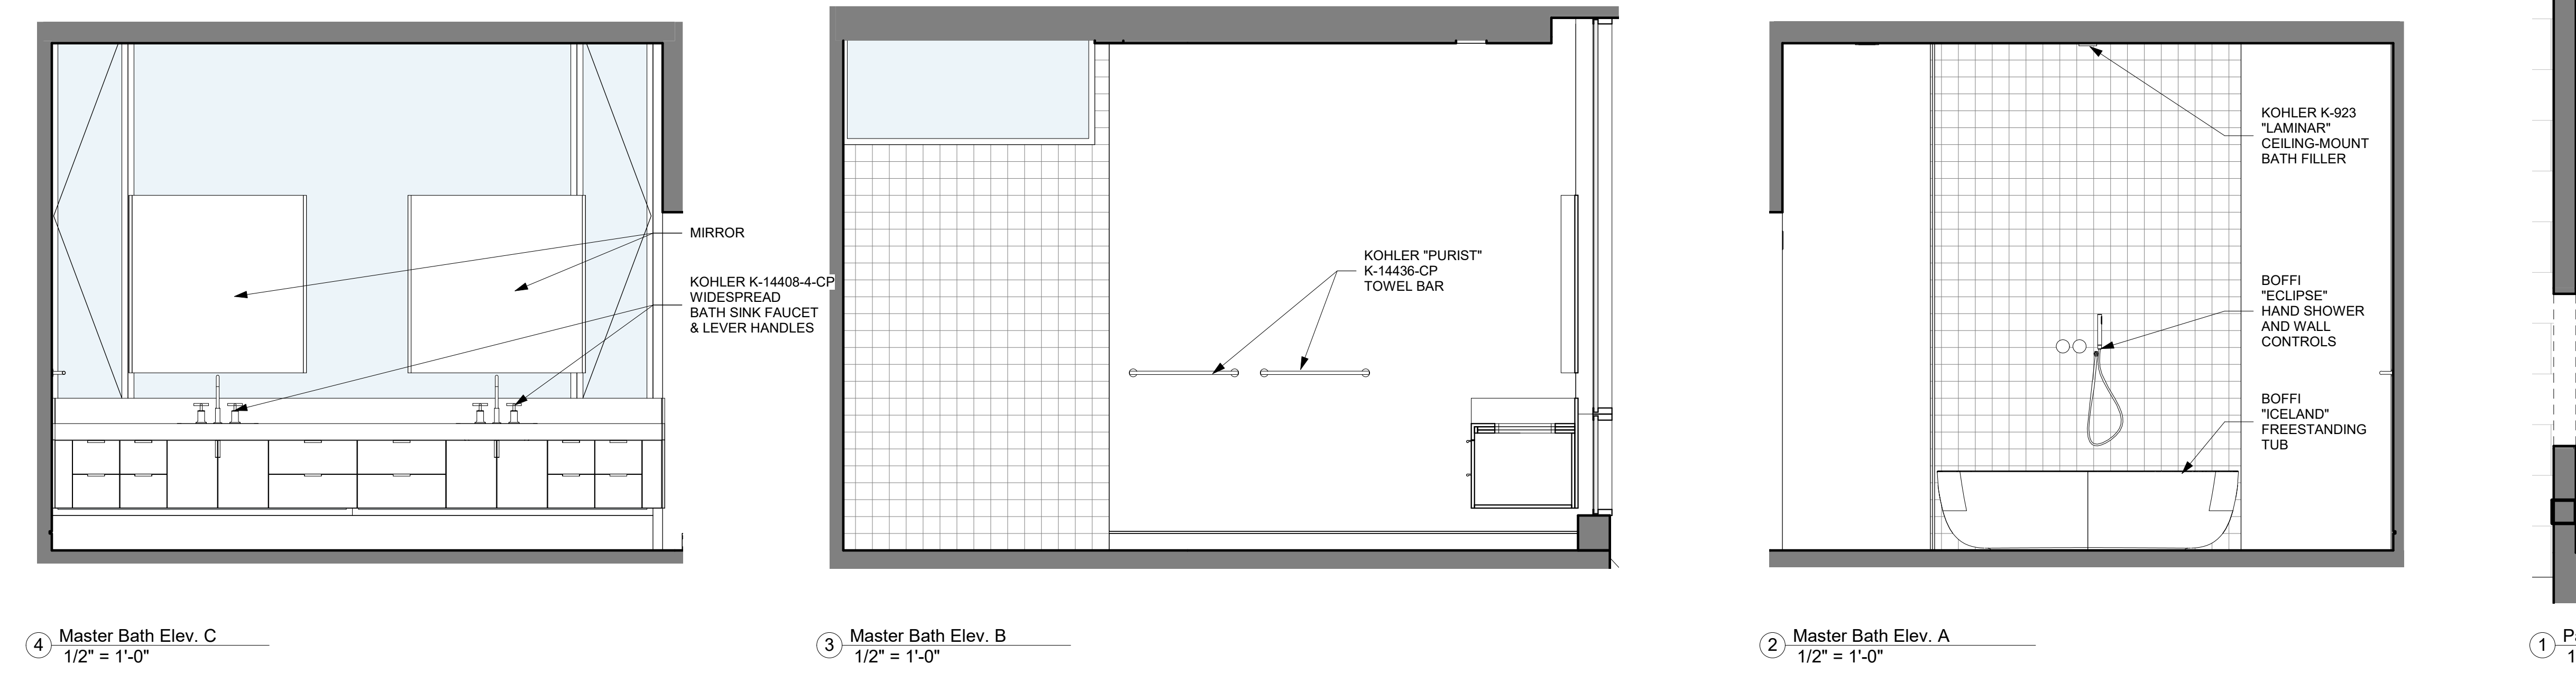 MIRROR
KOHLER K-14408-4-CP
WIDESPREAD
BATH SINK FAUCET
& LEVER HANDLES
4
Master Bath Elev. C
1/2" = 1'-0"
KOHLER "PURIST"
K-14436-CP
TOWEL BAR
3
Master Bath Elev. B
1/2" = 1'-0"
KOHLER K-923
"LAMINAR"
CEILING-MOUNT
BATH FILLER
BOFFI
"ECLIPSE"
HAND SHOWER
AND WALL
CONTROLS
BOFFI
"ICELAND"
FREESTANDING
TUB
2
Master Bath Elev. A
1/2" = 1'-0"
1